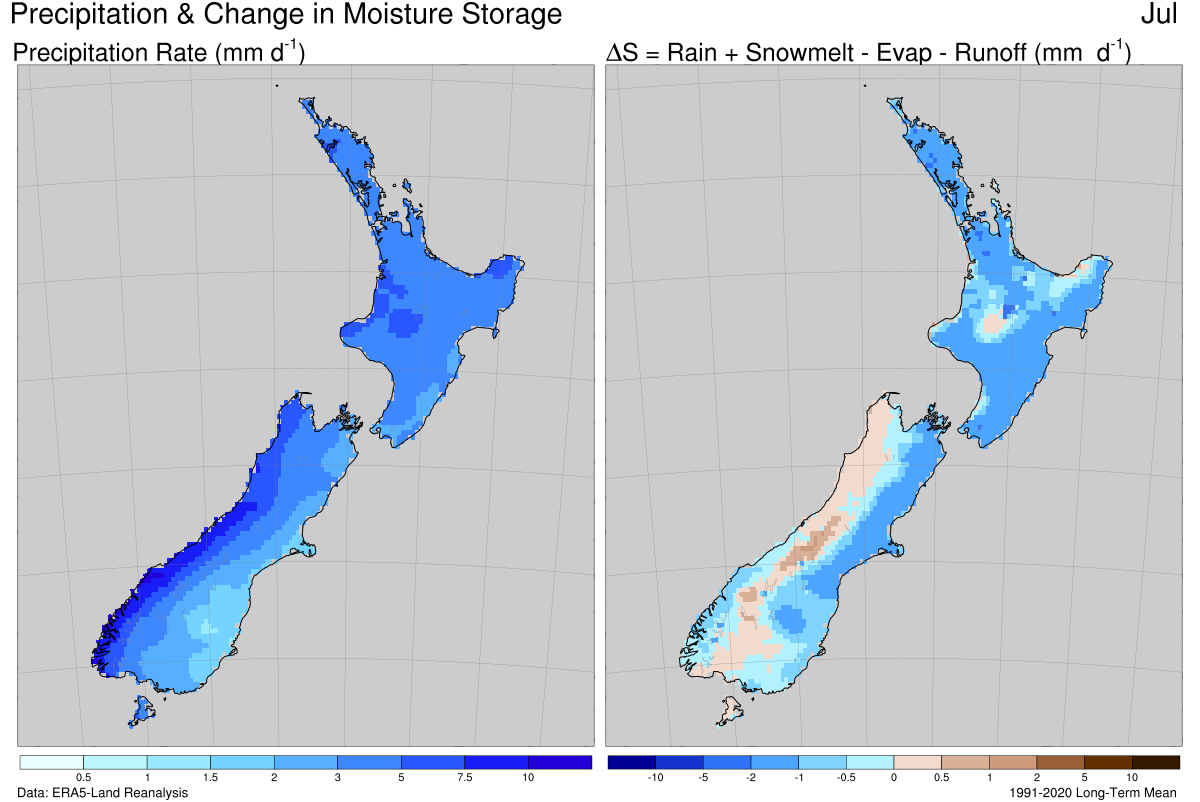 Precipitation & Change in Moisture Storage Jul
Precipitation Rate (mm d-1)
ΔS = Rain + Snowmelt - Evap - Runoff (mm d-1)
0.5 1 1.5 2 3 5 7.5 10
-10 -5 -2 -1 -0.5 0 0.5 1 2 5 10
Data: ERA5-Land Reanalysis
1991-2020 Long-Term Mean